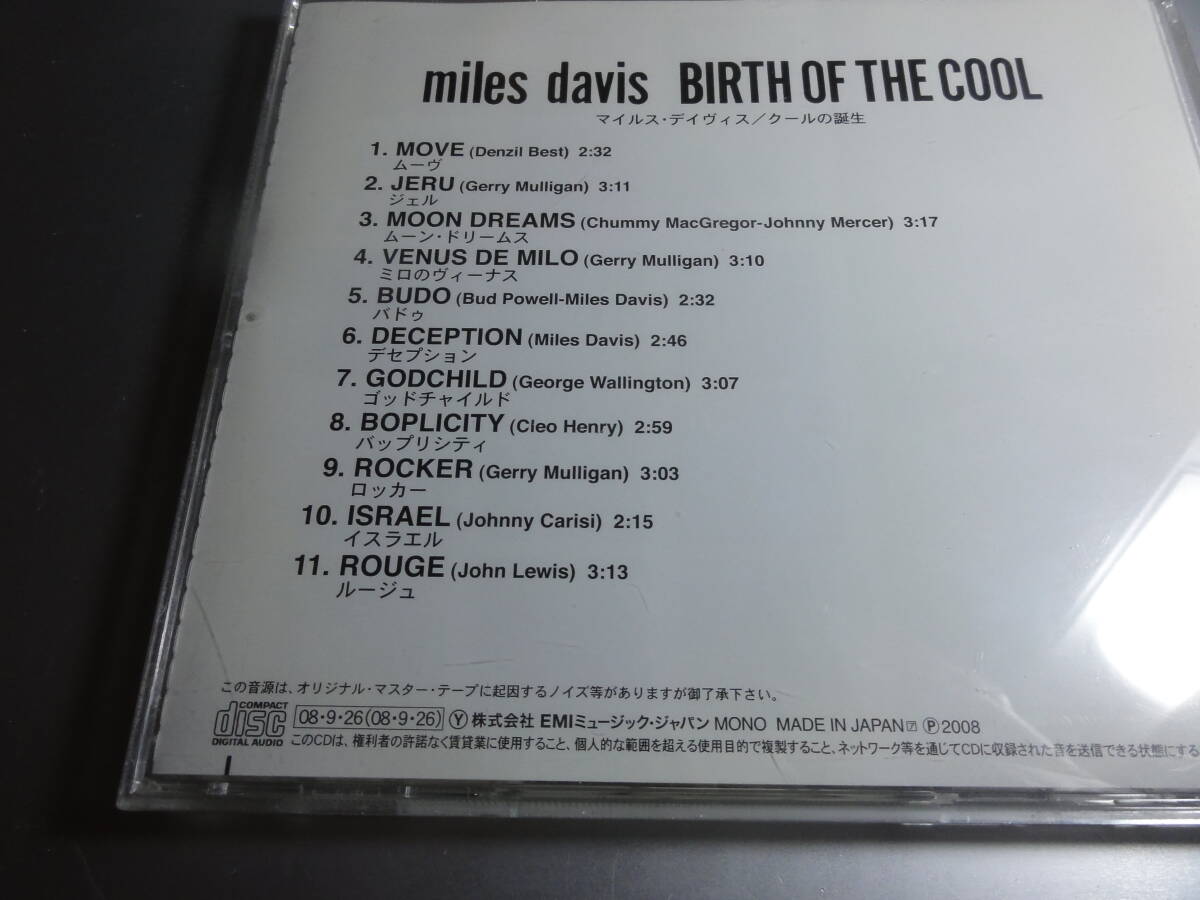 miles davis BIRTH OF THE COOL
マイルス・デイヴィス/クールの誕生
1. MOVE (Denzil Best) 2:32
ムーヴ
2. JERU (Gerry Mulligan) 3:11
ジェル
3. MOON DREAMS (Chummy MacGregor-Johnny Mercer) 3:17
ムーン・ドリームス
4. VENUS DE MILO (Gerry Mulligan) 3:10
ミロのヴィーナス
5. BUDO (Bud Powell-Miles Davis) 2:32
バドゥ
6. DECEPTION (Miles Davis) 2:46
デセプション
7. GODCHILD (George Wallington) 3:07
ゴッドチャイルド
8. BOPLICITY (Cleo Henry) 2:59
バップリシティ
9. ROCKER (Gerry Mulligan) 3:03
ロッカー
10. ISRAEL (Johnny Carisi) 2:15
イスラエル
11. ROUGE (John Lewis) 3:13
ルージュ
この音源は、オリジナル・マスター・テープに起因するノイズ等がありますが御了承下さい。
COMPACT disc DIGITAL AUDIO
08・9・26(08・9・26) Ⓨ 株式会社 EMIミュージック・ジャパン MONO MADE IN JAPAN ℗ 2008
このCDは、権利者の許諾なく賃貸業に使用すること、個人的な範囲を超える使用目的で複製すること、ネットワーク等を通じてCDに収録された音を送信できる状態にする